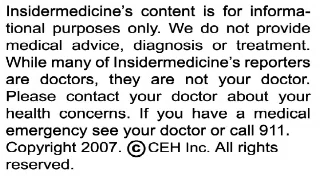 Insidermedicine's content is for informa-
tional purposes only. We do not provide
medical advice, diagnosis or treatment.
While many of Insidermedicine's reporters
are doctors, they are not your doctor.
Please contact your doctor about your
health concerns. If you have a medical
emergency see your doctor or call 911.
Copyright 2007. ©CEH Inc. All rights
reserved.